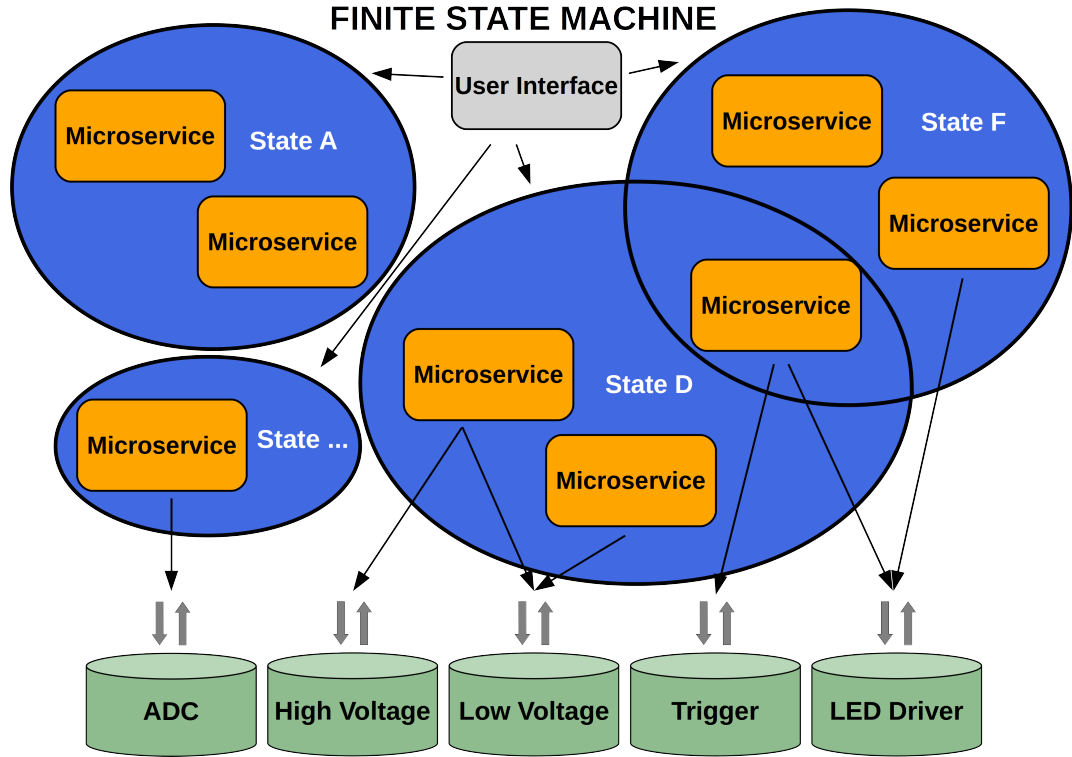 FINITE STATE MACHINE
User Interface
Microservice
State A
Microservice
Microservice
State F
Microservice
Microservice
Microservice
State D
Microservice
Microservice
State ...
ADC
High Voltage
Low Voltage
Trigger
LED Driver